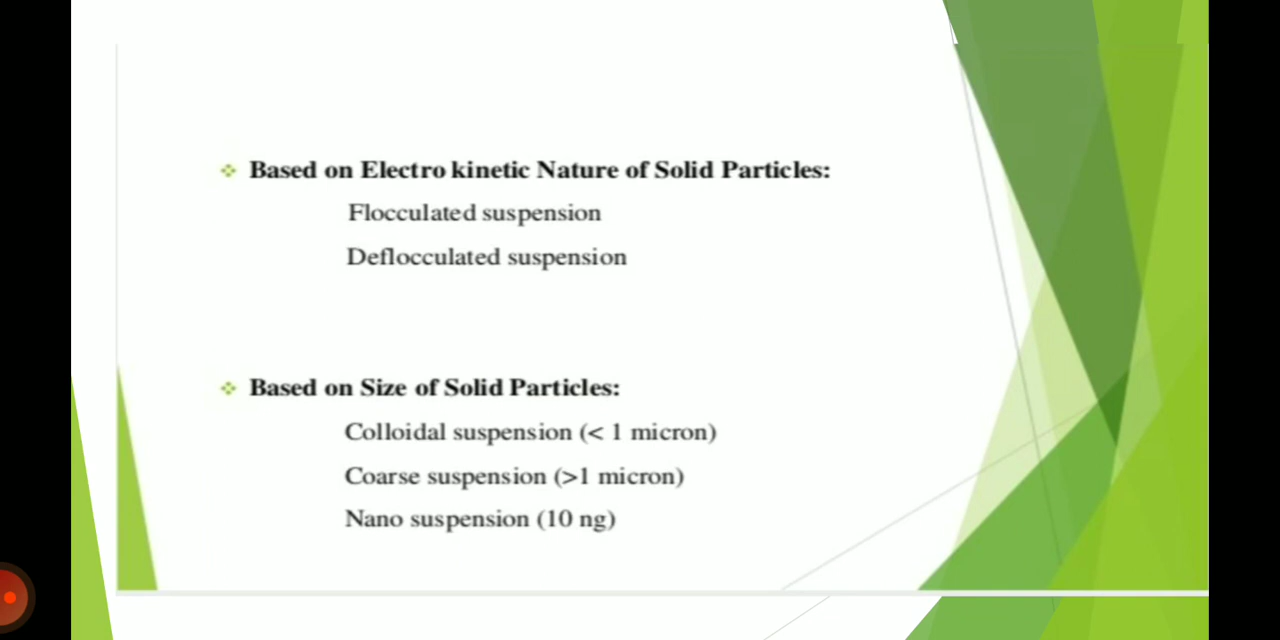 Based on Electro kinetic Nature of Solid Particles:
Flocculated suspension
Deflocculated suspension
Based on Size of Solid Particles:
Colloidal suspension (< 1 micron)
Coarse suspension (>1 micron)
Nano suspension (10 ng)